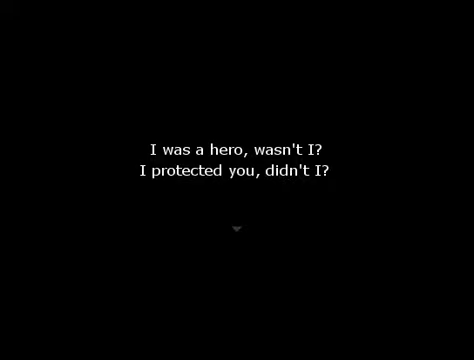 I was a hero, wasn't I?
I protected you, didn't I?